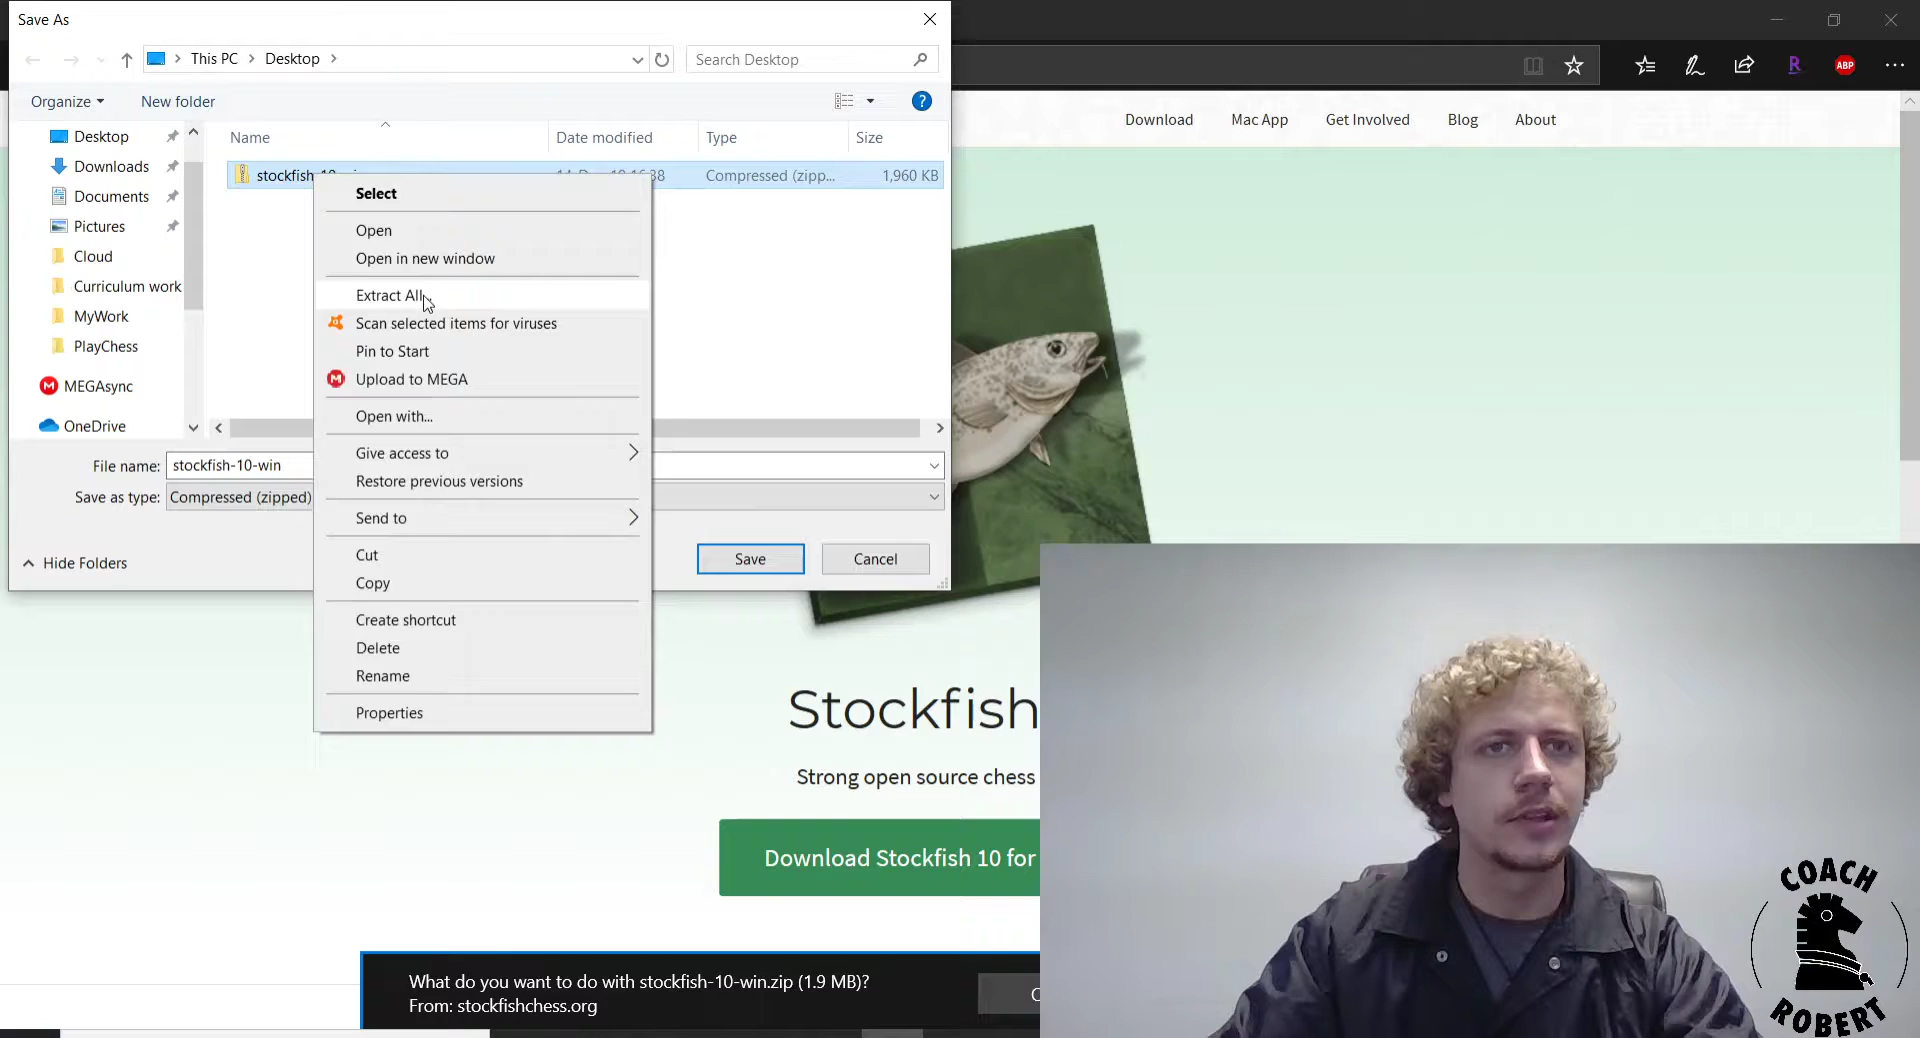 Save As
This PC
Desktop
Search Desktop
Organize
New folder
?
Desktop
Downloads
Documents
Pictures
Cloud
Curriculum work
MyWork
PlayChess
MEGAsync
OneDrive
Name
Date modified
Type
Size
Compressed (zipp...
1,960 KB
Select
Open
Open in new window
Extract All
Scan selected items for viruses
Pin to Start
M Upload to MEGA
Open with...
Give access to
Restore previous versions
Send to
Cut
Copy
Create shortcut
Delete
Rename
Properties
File name:
stockfish-10-win
Save as type:
Compressed (zipped)
Hide Folders
Save
Cancel
R
ABP
Download
Mac App
Get Involved
Blog
About
Stockfish
Strong open source chess
Download Stockfish 10 for
What do you want to do with stockfish-10-win.zip (1.9 MB)?
From: stockfishchess.org
COACH
ROBERT